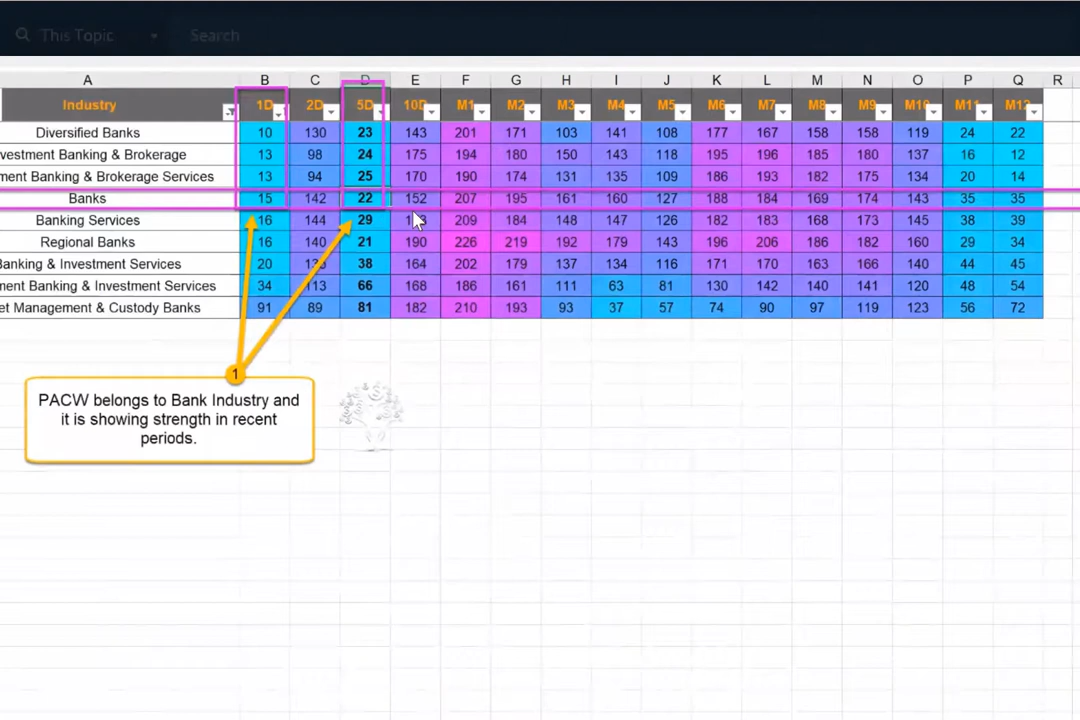 This Topic Search
A B C D E F G H I J K L M N O P Q R
Industry 1D 2D 5D 10D M1 M2 M3 M4 M5 M6 M7 M8 M9 M10 M11 M12
Diversified Banks 10 130 23 143 201 171 103 141 108 177 167 158 158 119 24 22
Banking & Brokerage 13 98 24 175 194 180 150 143 118 195 196 185 180 137 16 12
Banking & Brokerage Services 13 94 25 170 190 174 131 135 109 186 193 182 175 134 20 14
Banks 15 142 22 152 207 195 161 160 127 188 184 169 174 143 35 35
Banking Services 16 144 29 209 184 148 147 126 182 183 168 173 145 38 39
Regional Banks 16 140 21 190 226 219 192 179 143 196 206 186 182 160 29 34
Banking & Investment Services 20 38 164 202 179 137 134 116 171 170 163 166 140 44 45
Banking & Investment Services 34 113 66 168 186 161 111 63 81 130 142 140 141 120 48 54
Management & Custody Banks 91 89 81 182 210 193 93 37 57 74 90 97 119 123 56 72
1
PACW belongs to Bank Industry and
it is showing strength in recent
periods.